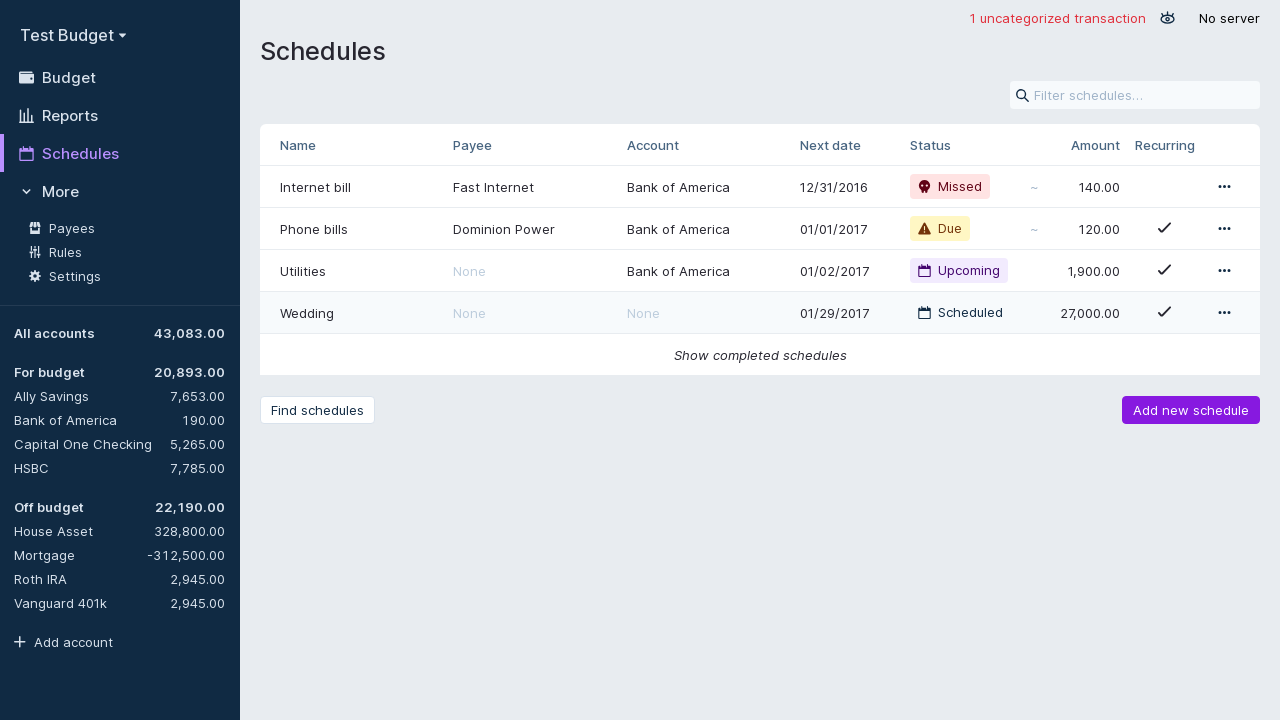 Test Budget
Budget
Reports
Schedules
More
Payees
Rules
Settings
All accounts 43,083.00
For budget 20,893.00
Ally Savings 7,653.00
Bank of America 190.00
Capital One Checking 5,265.00
HSBC 7,785.00
Off budget 22,190.00
House Asset 328,800.00
Mortgage -312,500.00
Roth IRA 2,945.00
Vanguard 401k 2,945.00
Add account
1 uncategorized transaction No server
Schedules
Filter schedules…
Name Payee Account Next date Status Amount Recurring
Internet bill Fast Internet Bank of America 12/31/2016 Missed ~ 140.00
Phone bills Dominion Power Bank of America 01/01/2017 Due ~ 120.00
Utilities None Bank of America 01/02/2017 Upcoming 1,900.00
Wedding None None 01/29/2017 Scheduled 27,000.00
Show completed schedules
Find schedules Add new schedule